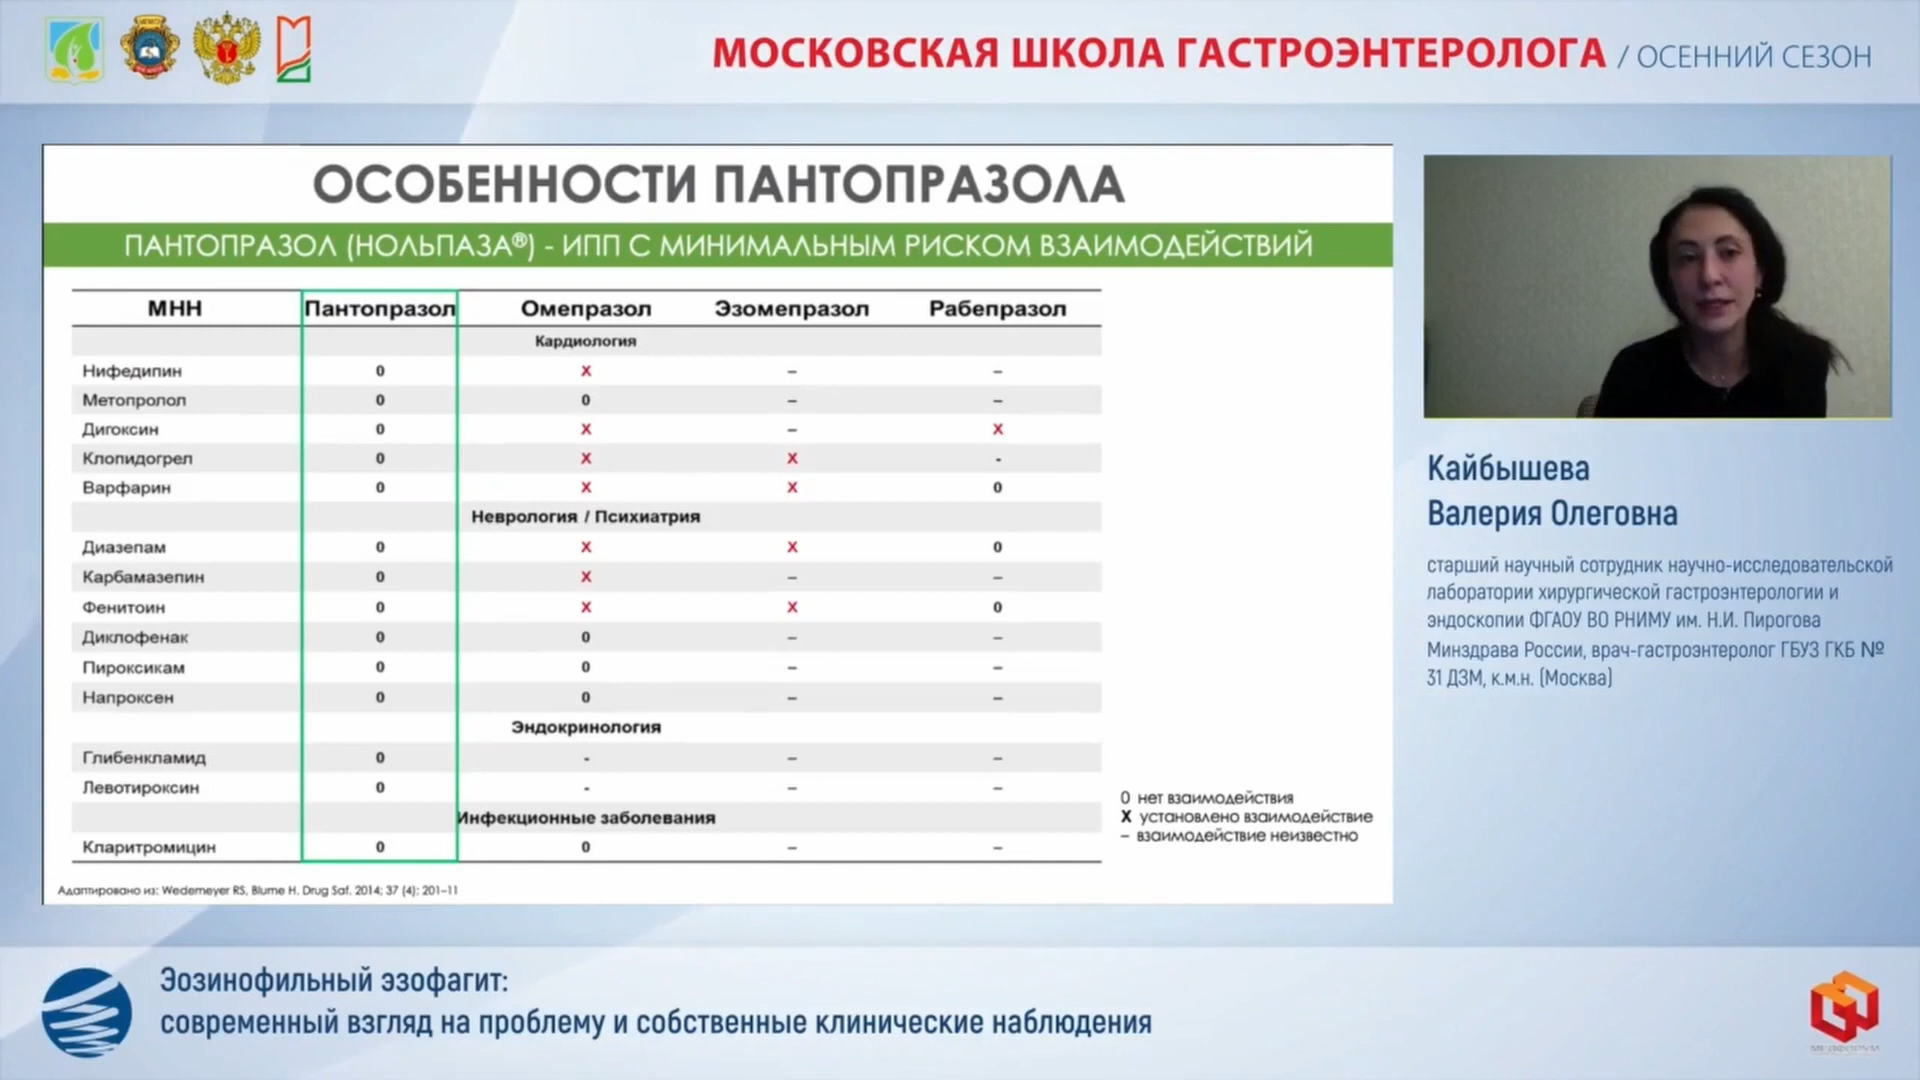 МОСКОВСКАЯ ШКОЛА ГАСТРОЭНТЕРОЛОГА / ОСЕННИЙ СЕЗОН
ОСОБЕННОСТИ ПАНТОПРАЗОЛА
ПАНТОПРАЗОЛ (НОЛЬПАЗА®) - ИПП С МИНИМАЛЬНЫМ РИСКОМ ВЗАИМОДЕЙСТВИЙ
МНН Пантопразол Омепразол Эзомепразол Рабепразол
Кардиология
Нифедипин 0 X – –
Метопролол 0 0 – –
Дигоксин 0 X – X
Клопидогрел 0 X X -
Варфарин 0 X X 0
Неврология / Психиатрия
Диазепам 0 X X 0
Карбамазепин 0 X – –
Фенитоин 0 X X 0
Диклофенак 0 0 – –
Пироксикам 0 0 – –
Напроксен 0 0 – –
Эндокринология
Глибенкламид 0 - – –
Левотироксин 0 - – –
Инфекционные заболевания
Кларитромицин 0 0 – –
0 нет взаимодействия
X установлено взаимодействие
– взаимодействие неизвестно
Адаптировано из: Wedemeyer RS, Blume H. Drug Saf. 2014; 37 (4): 201–11
Кайбышева
Валерия Олеговна
старший научный сотрудник научно-исследовательской
лаборатории хирургической гастроэнтерологии и
эндоскопии ФГАОУ ВО РНИМУ им. Н.И. Пирогова
Минздрава России, врач-гастроэнтеролог ГБУЗ ГКБ №
31 ДЗМ, к.м.н. (Москва)
Эозинофильный эзофагит:
современный взгляд на проблему и собственные клинические наблюдения